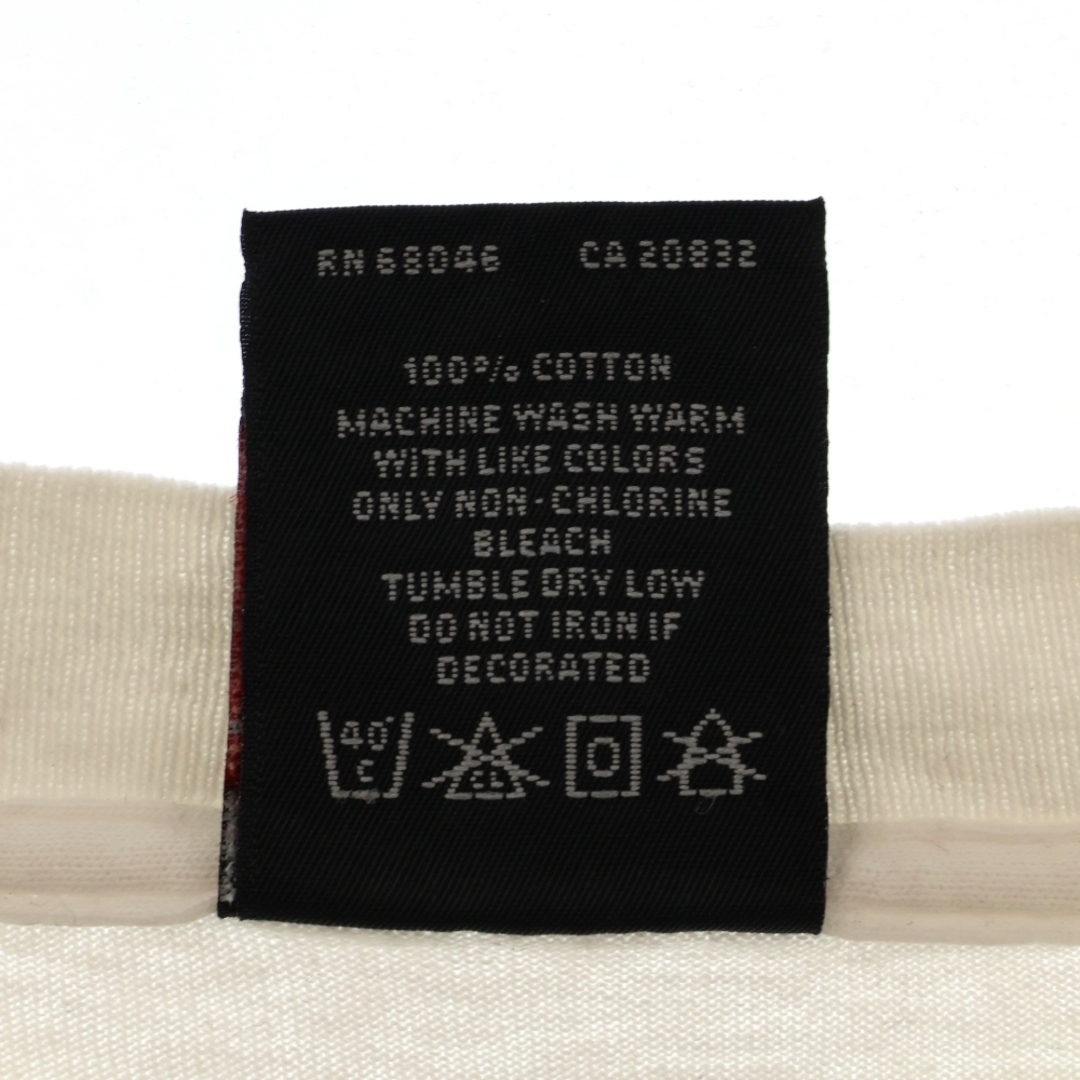 RN 68046 CA 20832
100% COTTON
MACHINE WASH WARM
WITH LIKE COLORS
ONLY NON-CHLORINE
BLEACH
TUMBLE DRY LOW
DO NOT IRON IF
DECORATED
40° C CL